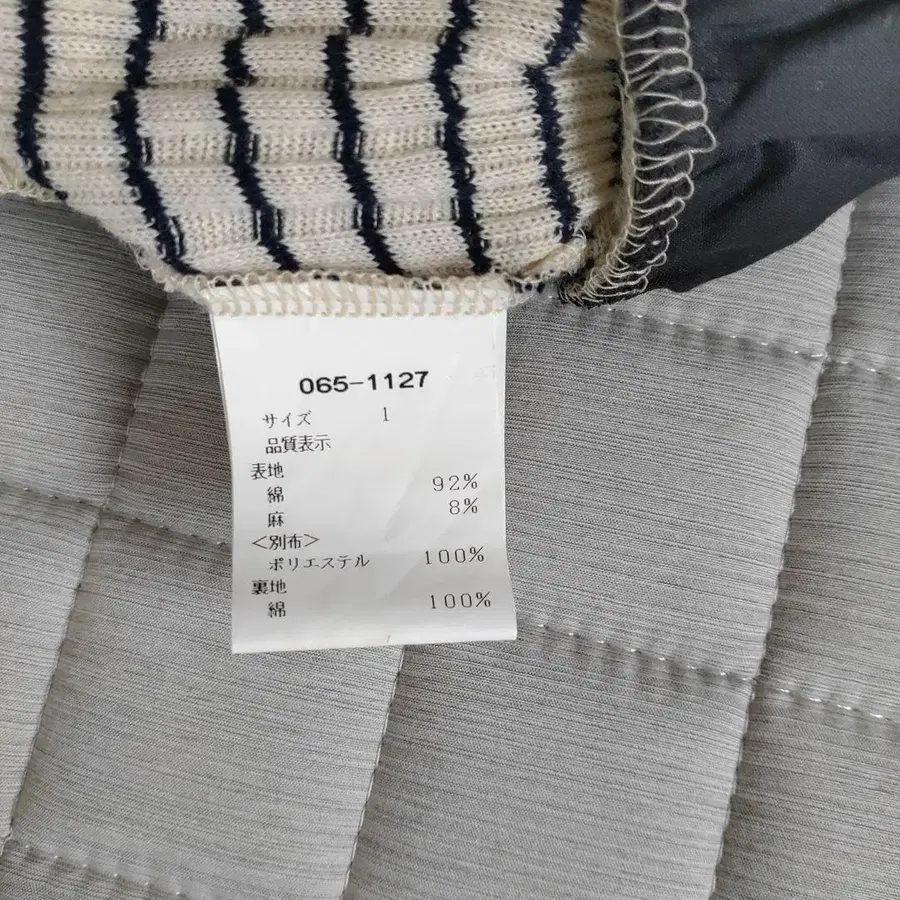 065-1127
サイズ 1
品質表示
表地
綿 92%
麻 8%
<別布>
ポリエステル 100%
裏地
綿 100%